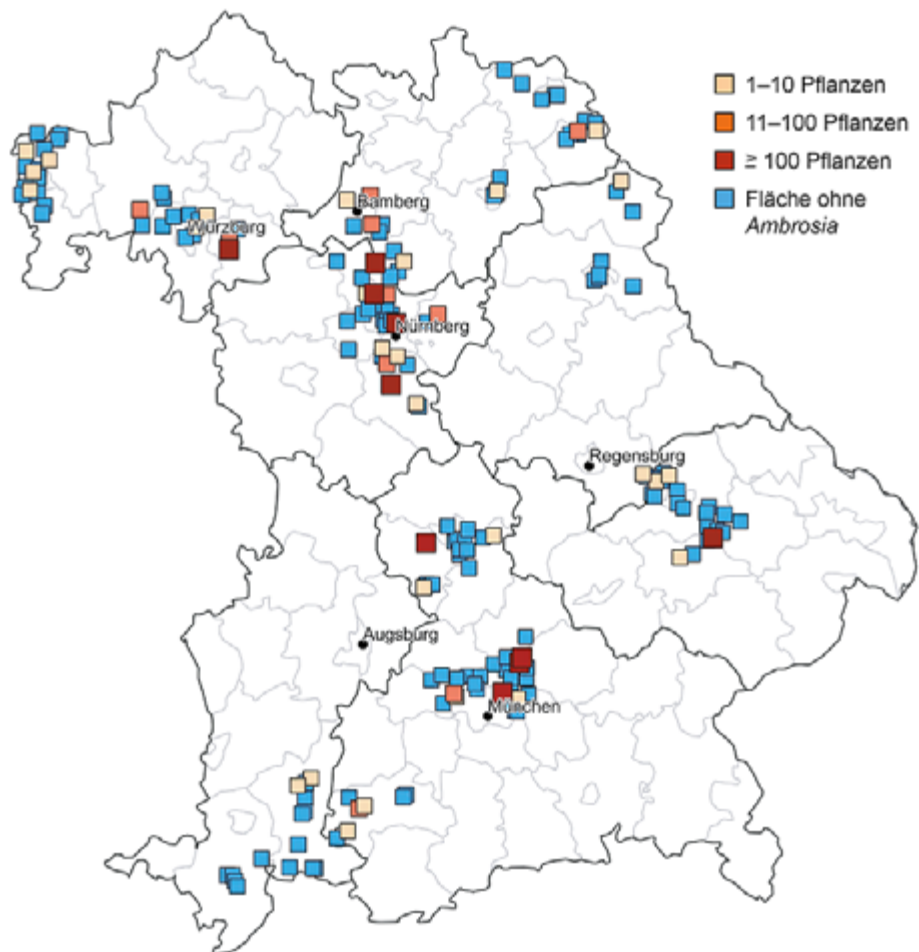 1–10 Pflanzen
11–100 Pflanzen
≥ 100 Pflanzen
Fläche ohne
Ambrosia
Bamberg
Würzburg
Nürnberg
Regensburg
Augsburg
München